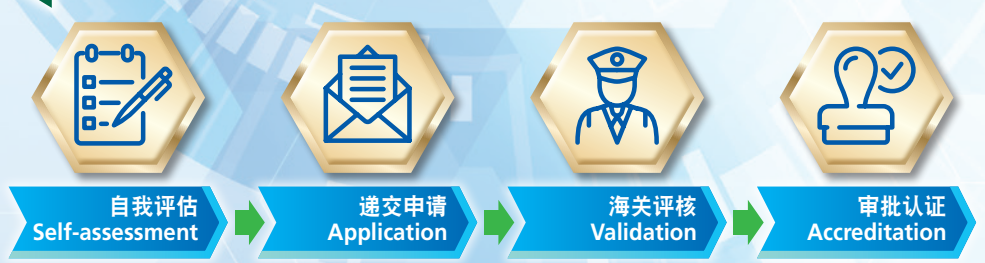 自我评估
Self-assessment
递交申请
Application
海关评核
Validation
审批认证
Accreditation